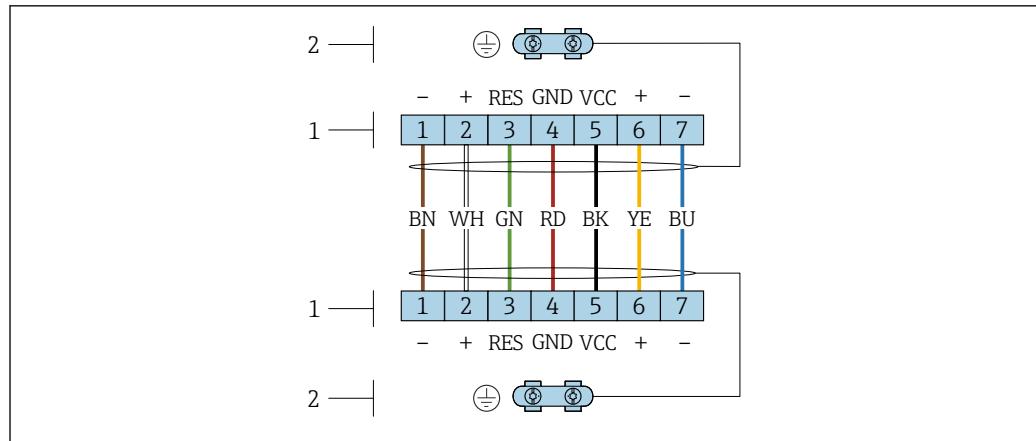 2
– + RES GND VCC + –
1 1 2 3 4 5 6 7
BN WH GN RD BK YE BU
1 1 2 3 4 5 6 7
– + RES GND VCC + –
2